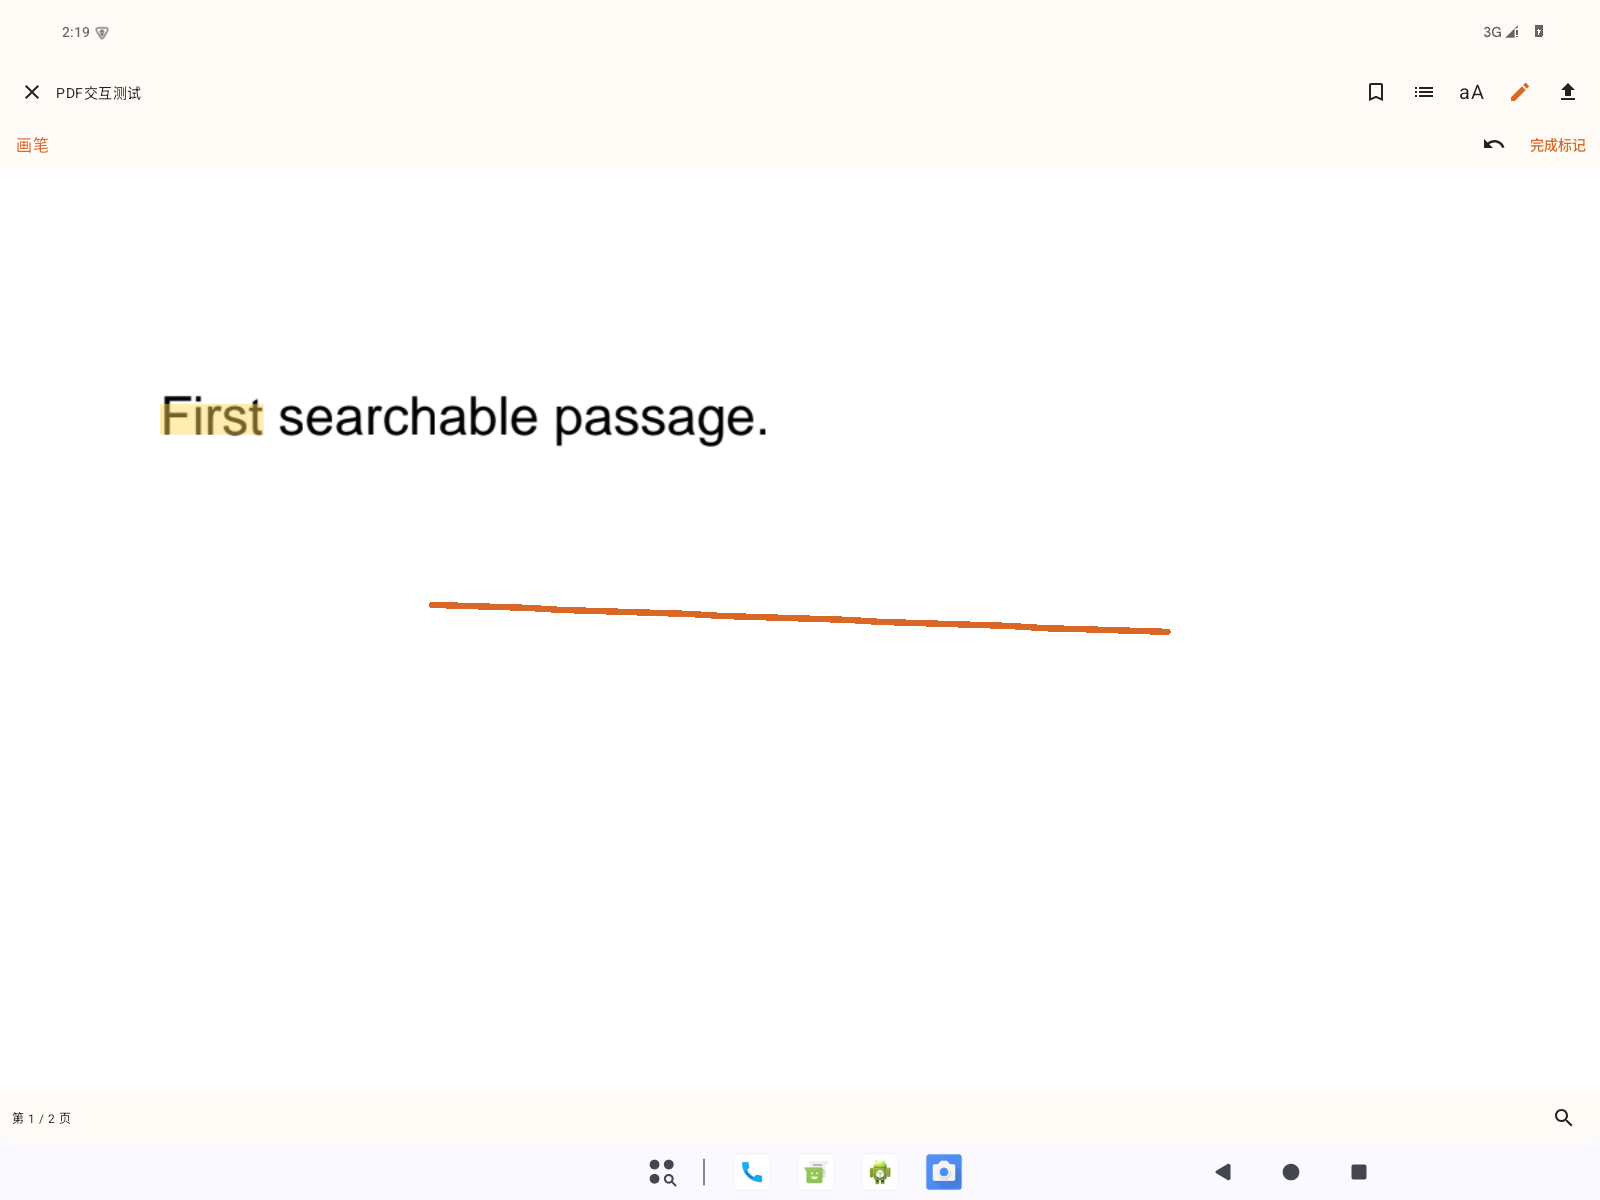 2:19
3G
PDF交互测试
aA
画笔
完成标记
First searchable passage.
第 1 / 2 页